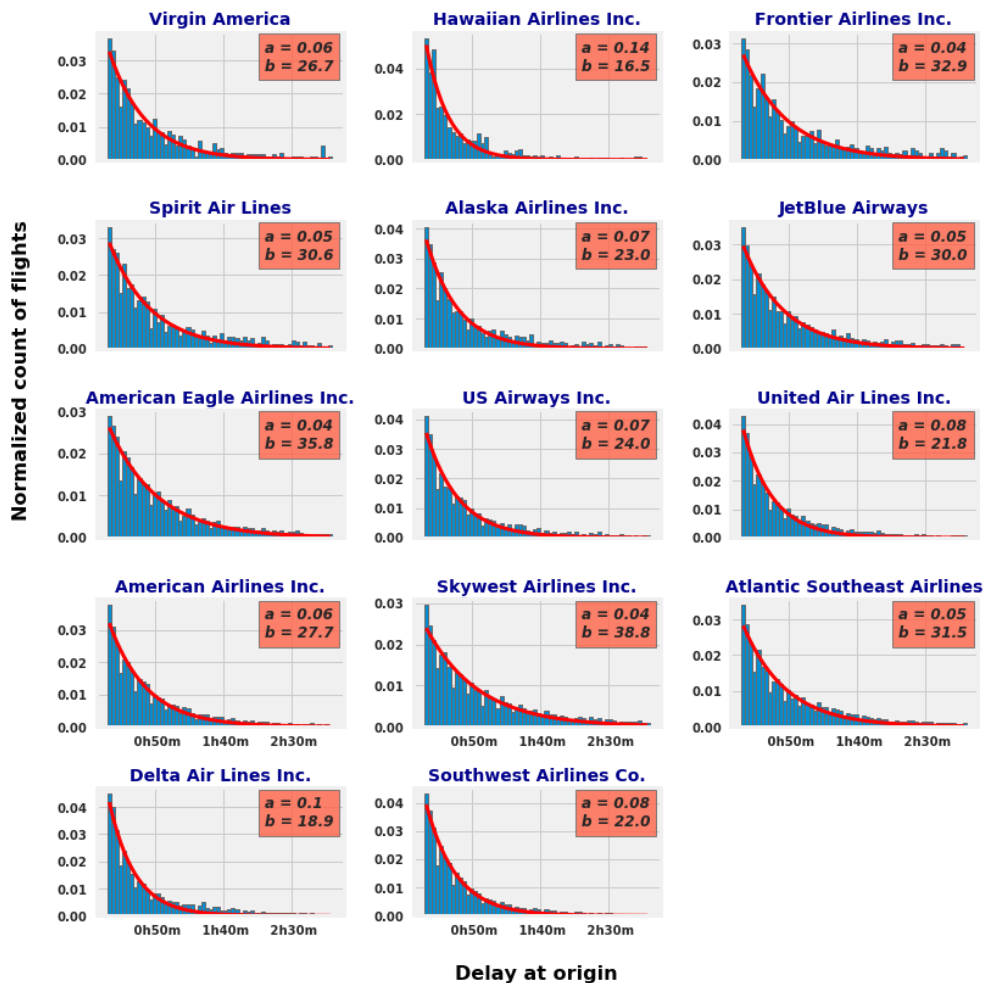 Virgin America
a = 0.06
b = 26.7
0.03
0.02
0.01
0.00
Hawaiian Airlines Inc.
a = 0.14
b = 16.5
0.04
0.02
0.00
Frontier Airlines Inc.
a = 0.04
b = 32.9
0.03
0.02
0.01
0.00
Spirit Air Lines
a = 0.05
b = 30.6
0.03
0.02
0.01
0.00
Alaska Airlines Inc.
a = 0.07
b = 23.0
0.04
0.03
0.02
0.01
0.00
JetBlue Airways
a = 0.05
b = 30.0
0.03
0.02
0.01
0.00
Normalized count of flights
American Eagle Airlines Inc.
a = 0.04
b = 35.8
0.03
0.02
0.01
0.00
US Airways Inc.
a = 0.07
b = 24.0
0.04
0.03
0.02
0.01
0.00
United Air Lines Inc.
a = 0.08
b = 21.8
0.04
0.03
0.02
0.01
0.00
American Airlines Inc.
a = 0.06
b = 27.7
0.03
0.02
0.01
0.00
0h50m 1h40m 2h30m
Skywest Airlines Inc.
a = 0.04
b = 38.8
0.03
0.02
0.01
0.00
0h50m 1h40m 2h30m
Atlantic Southeast Airlines
a = 0.05
b = 31.5
0.03
0.02
0.01
0.00
0h50m 1h40m 2h30m
Delta Air Lines Inc.
a = 0.1
b = 18.9
0.04
0.03
0.02
0.01
0.00
0h50m 1h40m 2h30m
Southwest Airlines Co.
a = 0.08
b = 22.0
0.04
0.03
0.02
0.01
0.00
0h50m 1h40m 2h30m
Delay at origin